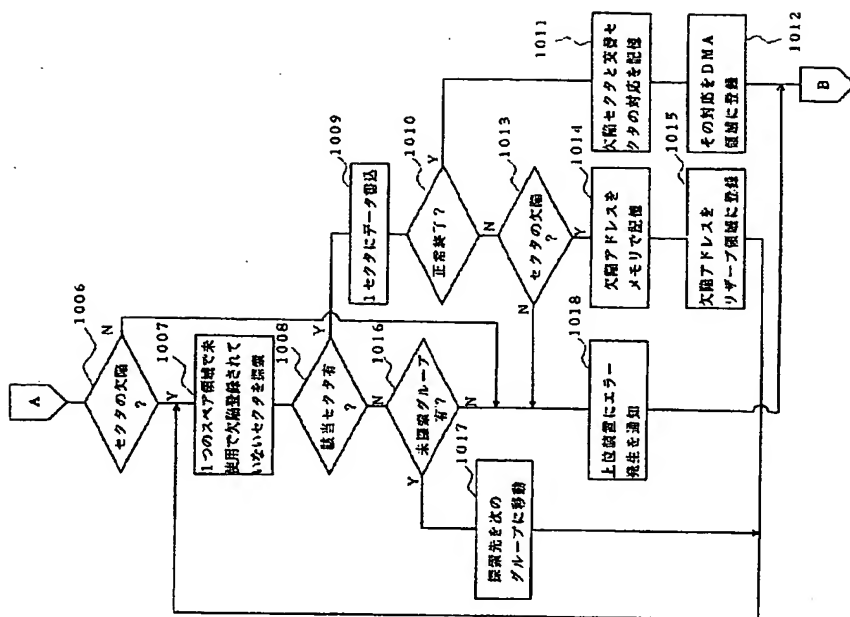 A
1006
セクタの欠陥
?
N
Y
1007
1つのスペア領域で未
使用で欠陥登録されて
いないセクタを探索
1008
該当セクタ有
?
Y
N
1009
1セクタにデータ書込
1010
正常終了?
Y
N
1011
欠陥セクタと交替セ
クタの対応を記憶
1012
その対応をDMA
領域に登録
1013
セクタの欠陥
?
N
Y
1014
欠陥アドレスを
メモリで記憶
1015
欠陥アドレスを
リザーブ領域に登録
1016
未探索グループ
有?
Y
N
1017
探索先を次の
グループに移動
1018
上位装置にエラー
発生を通知
B